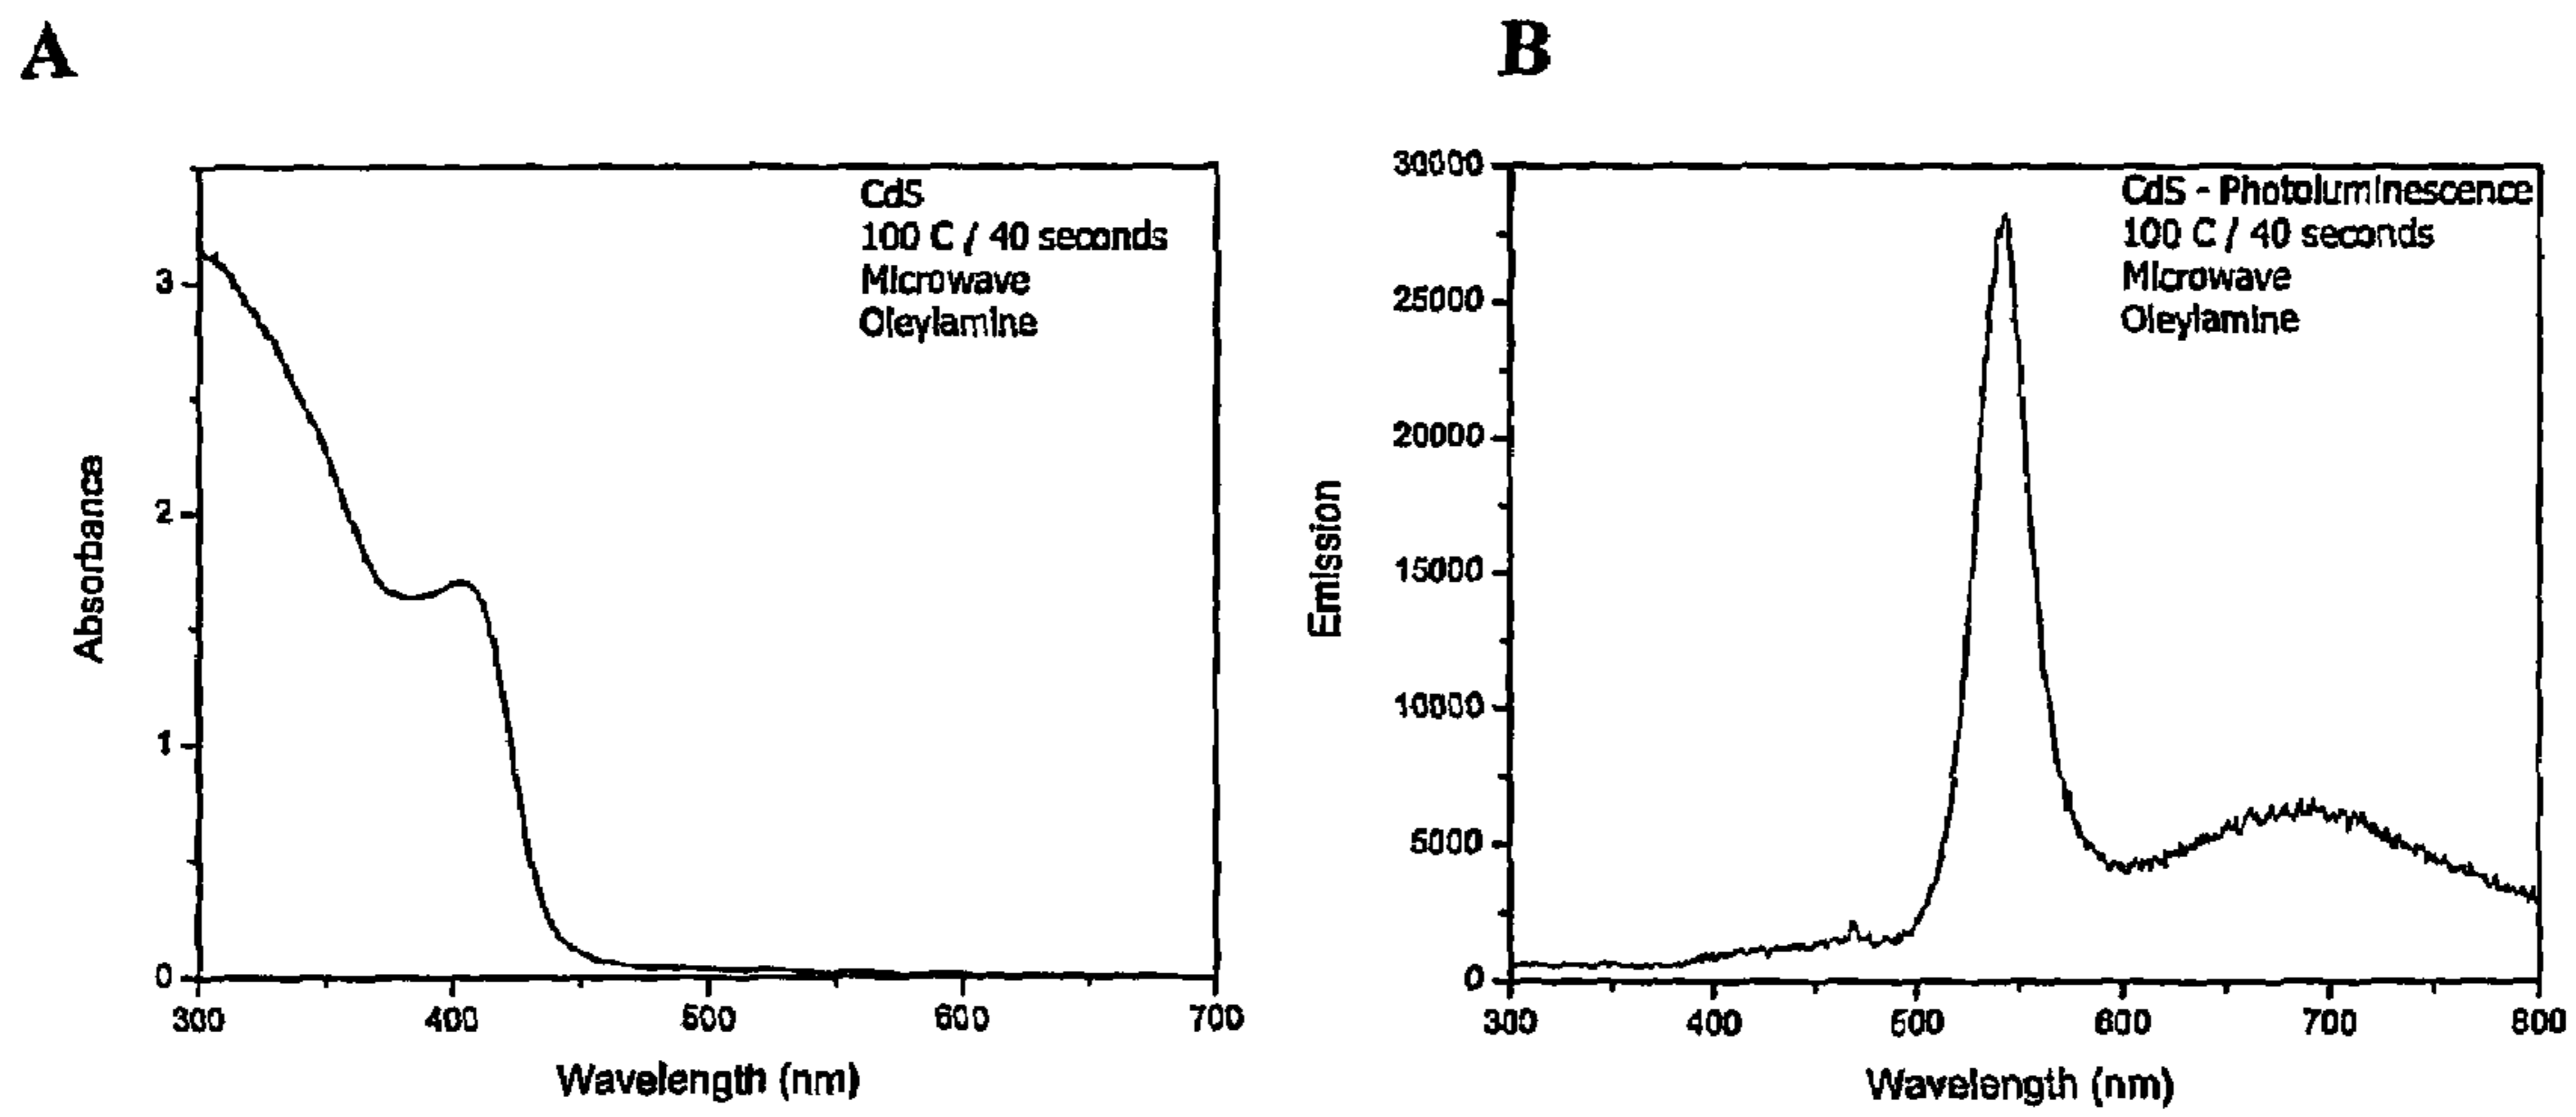 A
CdS
100 C / 40 seconds
Microwave
Oleylamine
3
2
1
0
Absorbance
300 400 500 600 700
Wavelength (nm)
B
CdS - Photoluminescence
100 C / 40 seconds
Microwave
Oleylamine
30000
25000
20000
15000
10000
5000
0
Emission
300 400 500 600 700 800
Wavelength (nm)